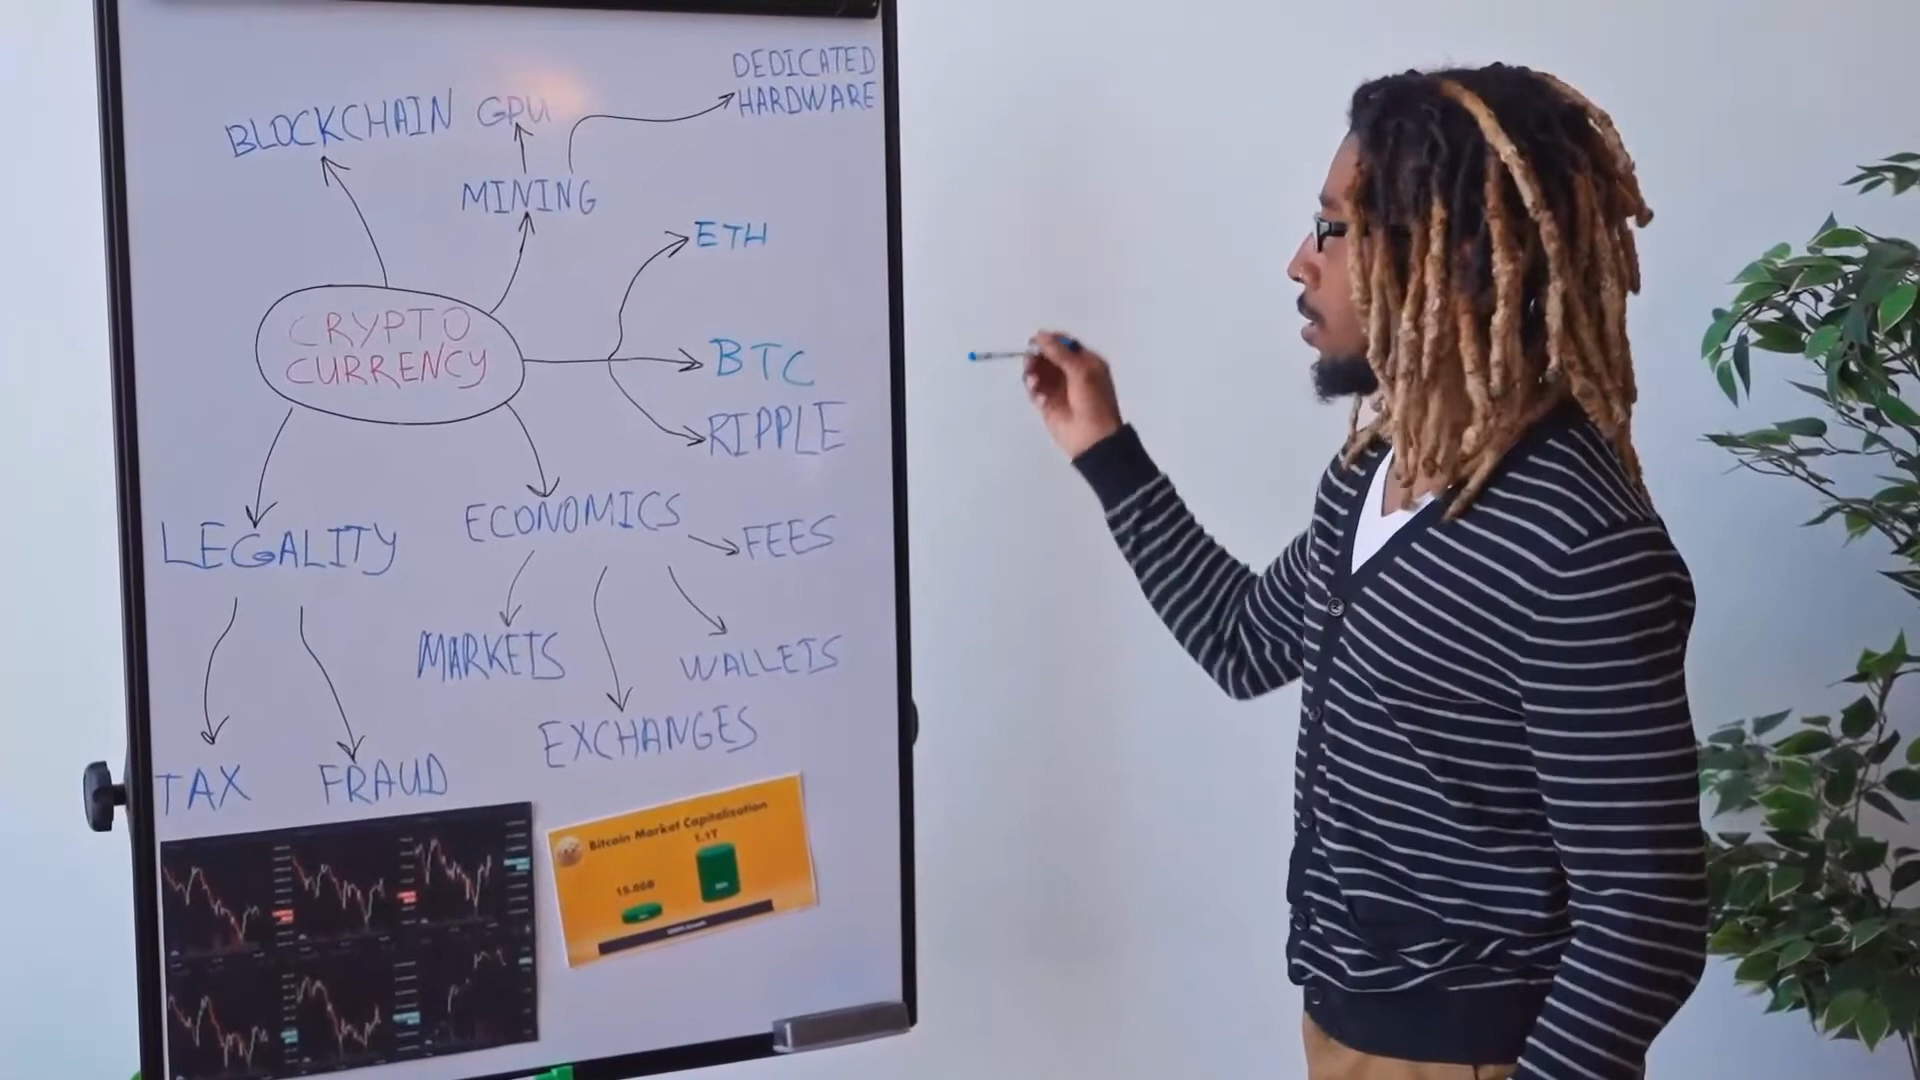 DEDICATED
HARDWARE
BLOCKCHAIN
GPU
MINING
ETH
CRYPTO
CURRENCY
BTC
RIPPLE
LEGALITY
ECONOMICS
FEES
MARKETS
WALLETS
EXCHANGES
TAX
FRAUD
Bitcoin Market Capitalization
1.1T